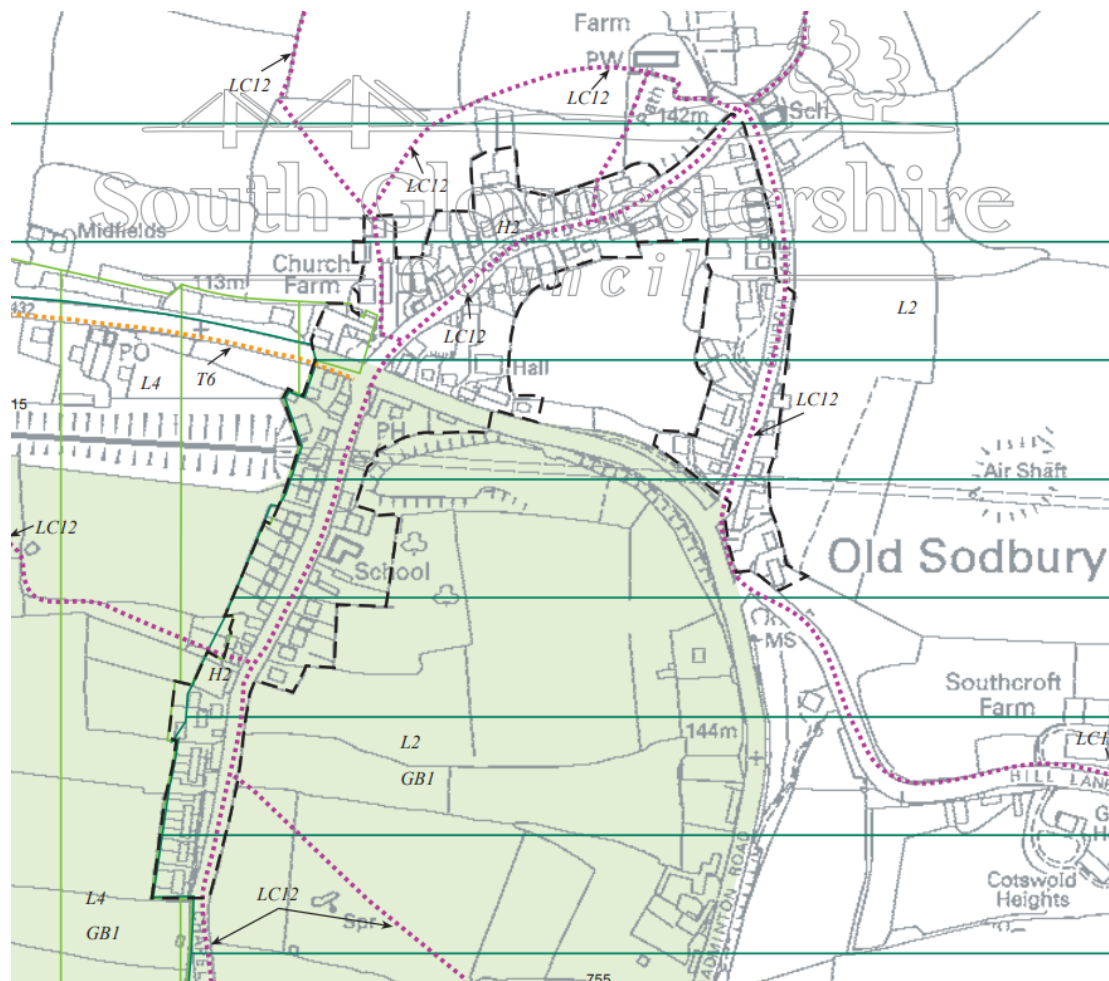 Farm
PW
LC12
LC12
Path
142m
Sch
South Gloucestershire
LC12
H2
Midfields
Church
Farm
113m
Council
L2
432
LC12
PO
T6
L4
Hall
15
LC12
PH
Air Shaft
LC12
Old Sodbury
School
MS
H2
Southcroft
Farm
144m
L2
GB1
HILL LANE
Cotswold
Heights
L4
GB1
LC12
Spr
ADMINTON ROAD
755